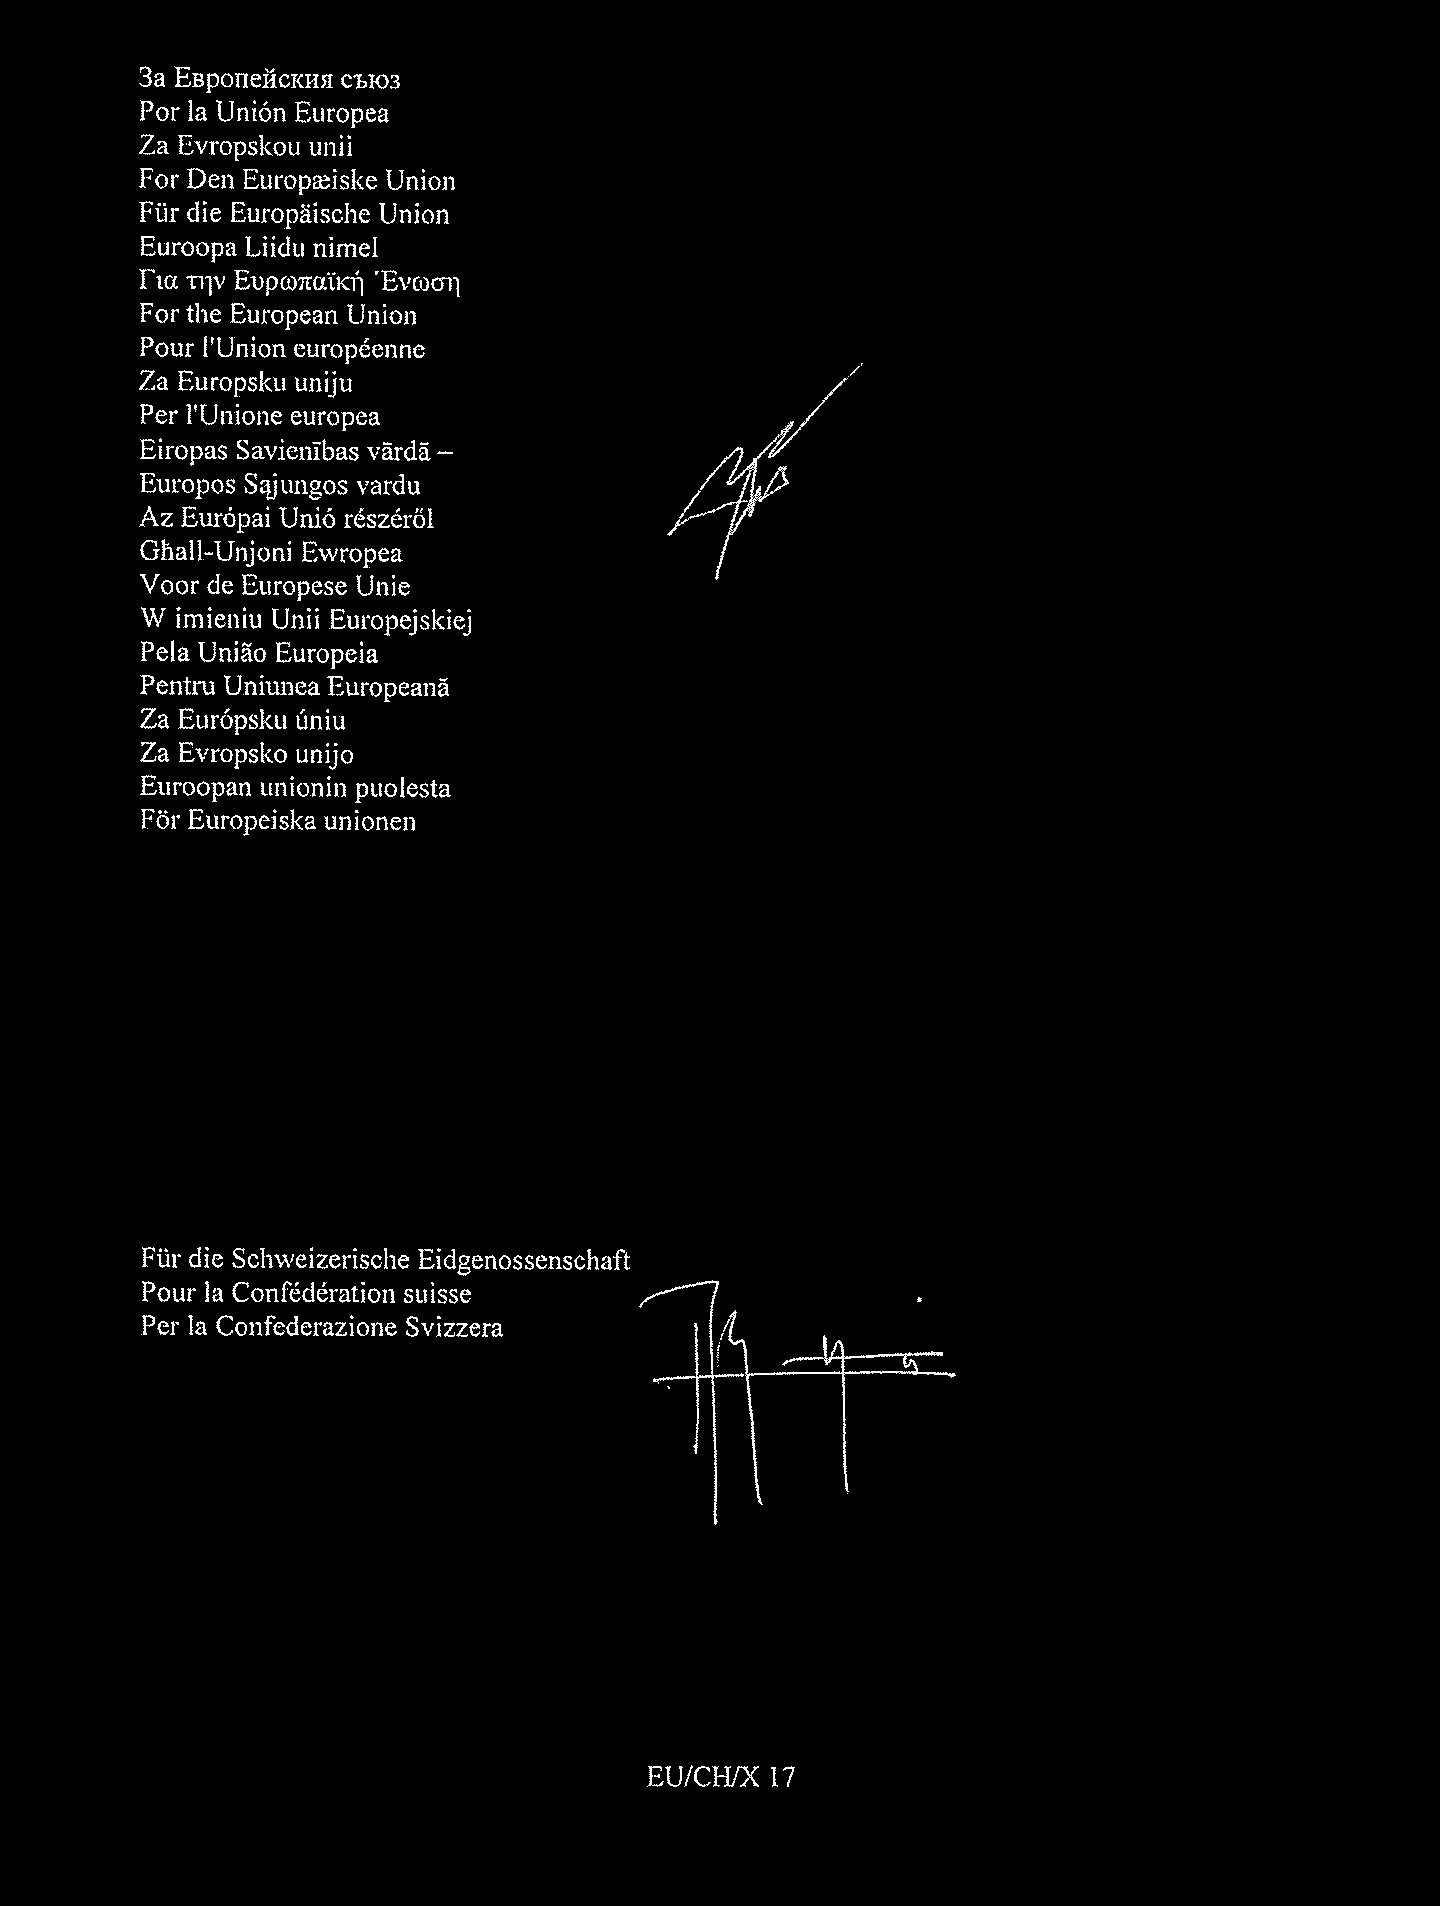 За Европейския съюз
Por la Unión Europea
Za Evropskou unii
For Den Europæiske Union
Für die Europäische Union
Euroopa Liidu nimel
Για την Ευρωπαϊκή Ένωση
For the European Union
Pour l'Union européenne
Za Europsku uniju
Per l'Unione europea
Eiropas Savienības vārdā –
Europos Sąjungos vardu
Az Európai Unió részéről
Għall-Unjoni Ewropea
Voor de Europese Unie
W imieniu Unii Europejskiej
Pela União Europeia
Pentru Uniunea Europeană
Za Európsku úniu
Za Evropsko unijo
Euroopan unionin puolesta
För Europeiska unionen
Für die Schweizerische Eidgenossenschaft
Pour la Confédération suisse
Per la Confederazione Svizzera
EU/CH/X 17